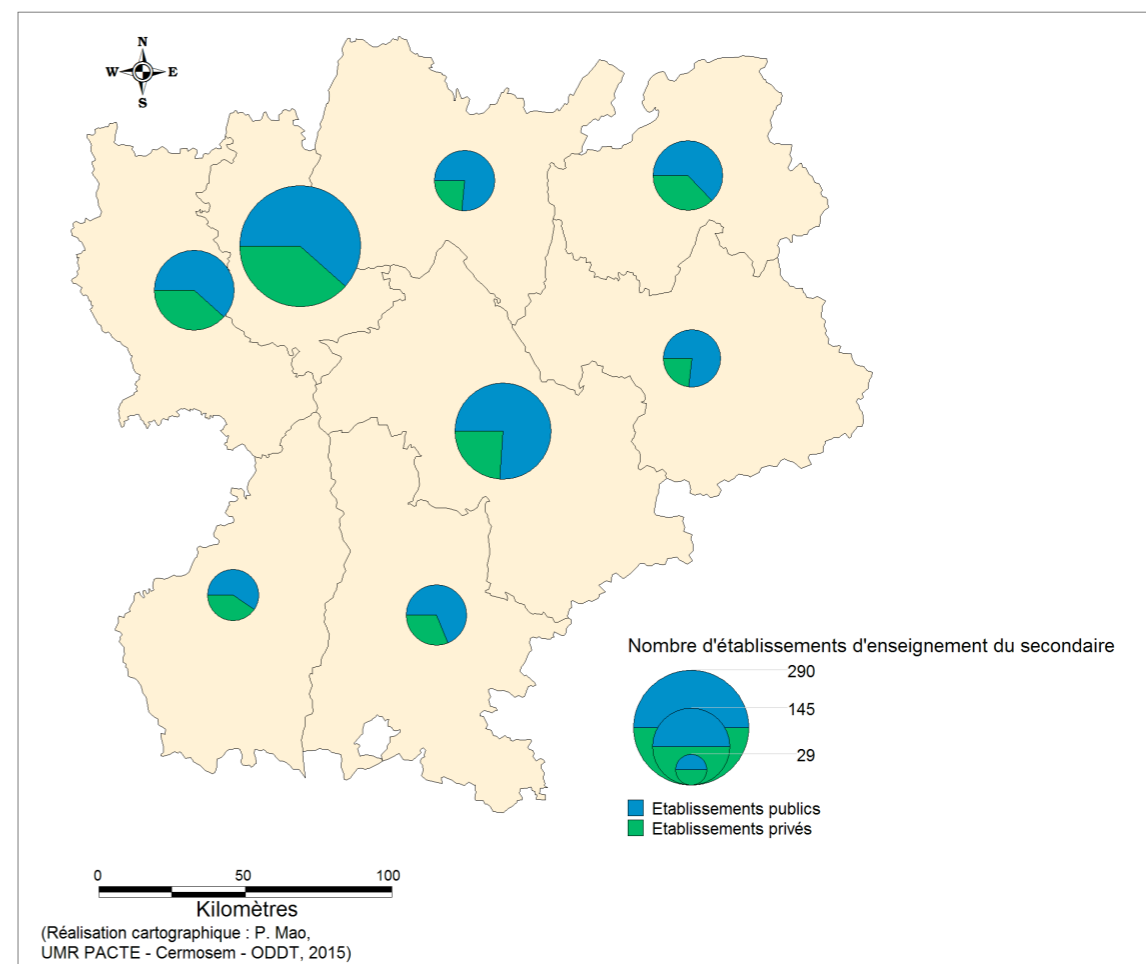 N
W E
S
Nombre d'établissements d'enseignement du secondaire
290
145
29
Etablissements publics
Etablissements privés
0 50 100
Kilomètres
(Réalisation cartographique : P. Mao,
UMR PACTE - Cermosem - ODDT, 2015)